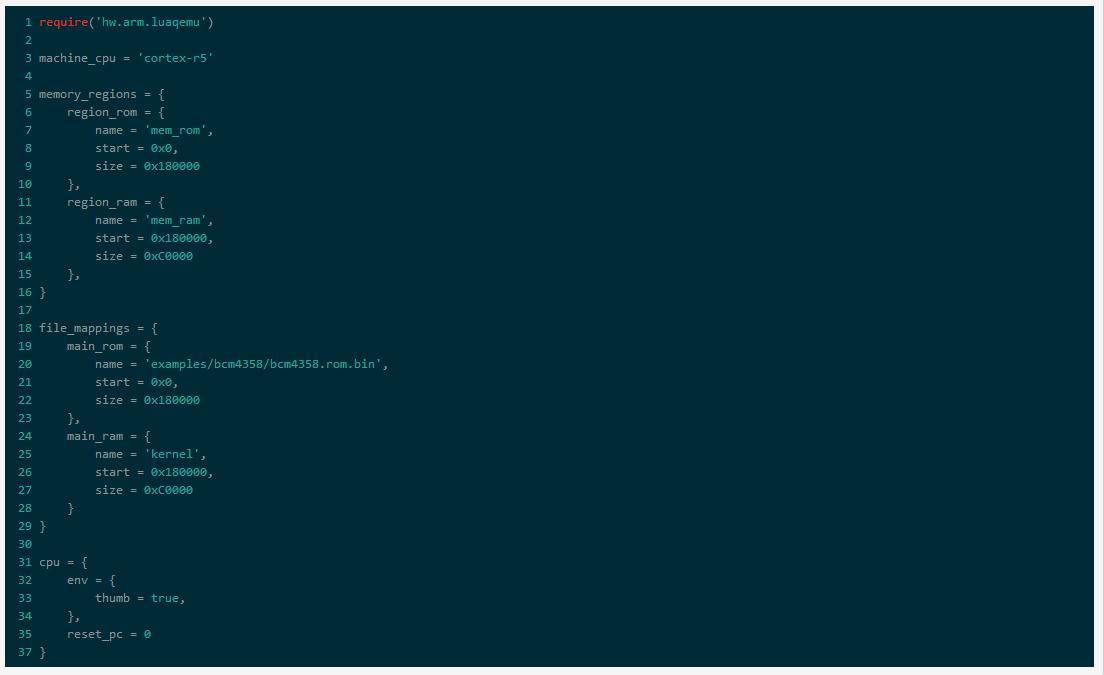 1 require('hw.arm.luaqemu')
2
3 machine_cpu = 'cortex-r5'
4
5 memory_regions = {
6     region_rom = {
7         name = 'mem_rom',
8         start = 0x0,
9         size = 0x180000
10     },
11     region_ram = {
12         name = 'mem_ram',
13         start = 0x180000,
14         size = 0xC0000
15     },
16 }
17
18 file_mappings = {
19     main_rom = {
20         name = 'examples/bcm4358/bcm4358.rom.bin',
21         start = 0x0,
22         size = 0x180000
23     },
24     main_ram = {
25         name = 'kernel',
26         start = 0x180000,
27         size = 0xC0000
28     }
29 }
30
31 cpu = {
32     env = {
33         thumb = true,
34     },
35     reset_pc = 0
37 }